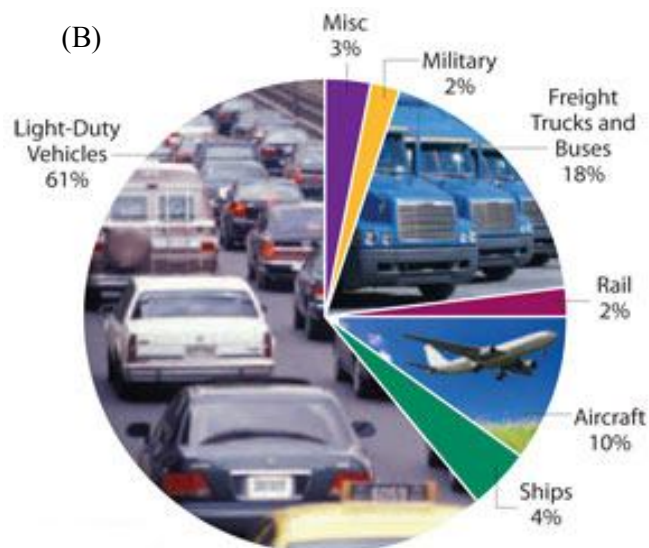 (B)
Misc
3%
Military
2%
Freight
Trucks and
Buses
18%
Light-Duty
Vehicles
61%
Rail
2%
Aircraft
10%
Ships
4%